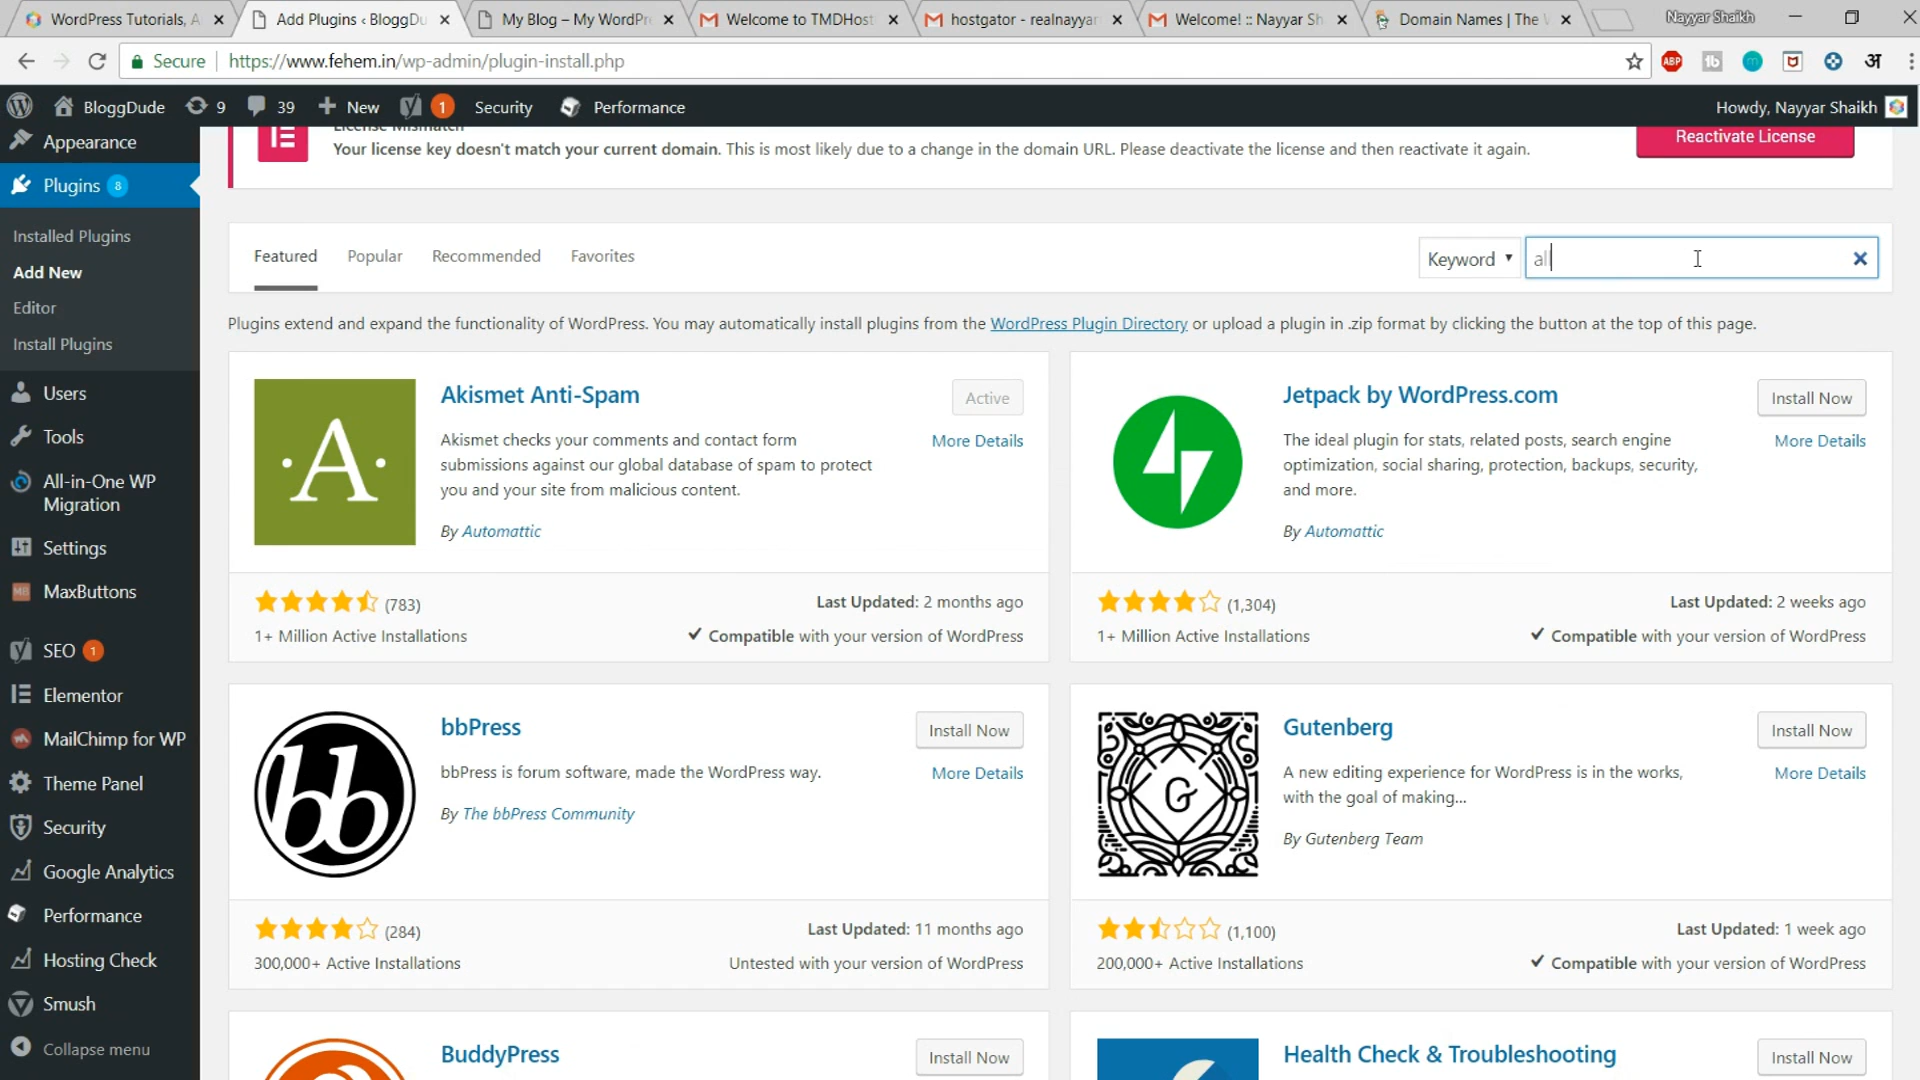 WordPress Tutorials, A
Add Plugins ‹ BloggDu
My Blog – My WordPr
Welcome to TMDHost
hostgator - realnayyar
Welcome! :: Nayyar Sh
Domain Names | The
Nayyar Shaikh
Secure
https://www.fehem.in/wp-admin/plugin-install.php
ABP
अ
BloggDude
9
39
New
1
Security
Performance
Howdy, Nayyar Shaikh
Appearance
Plugins 8
Installed Plugins
Add New
Editor
Install Plugins
Users
Tools
All-in-One WP
Migration
Settings
MaxButtons
SEO 1
Elementor
MailChimp for WP
Theme Panel
Security
Google Analytics
Performance
Hosting Check
Smush
Collapse menu
License Mismatch
Your license key doesn't match your current domain. This is most likely due to a change in the domain URL. Please deactivate the license and then reactivate it again.
Reactivate License
Featured
Popular
Recommended
Favorites
Keyword
all
Plugins extend and expand the functionality of WordPress. You may automatically install plugins from the WordPress Plugin Directory or upload a plugin in .zip format by clicking the button at the top of this page.
A
Akismet Anti-Spam
Active
More Details
Akismet checks your comments and contact form
submissions against our global database of spam to protect
you and your site from malicious content.
By Automattic
(783)
1+ Million Active Installations
Last Updated: 2 months ago
Compatible with your version of WordPress
Jetpack by WordPress.com
Install Now
More Details
The ideal plugin for stats, related posts, search engine
optimization, social sharing, protection, backups, security,
and more.
By Automattic
(1,304)
1+ Million Active Installations
Last Updated: 2 weeks ago
Compatible with your version of WordPress
bb
bbPress
Install Now
More Details
bbPress is forum software, made the WordPress way.
By The bbPress Community
(284)
300,000+ Active Installations
Last Updated: 11 months ago
Untested with your version of WordPress
G
Gutenberg
Install Now
More Details
A new editing experience for WordPress is in the works,
with the goal of making...
By Gutenberg Team
(1,100)
200,000+ Active Installations
Last Updated: 1 week ago
Compatible with your version of WordPress
BuddyPress
Install Now
Health Check & Troubleshooting
Install Now